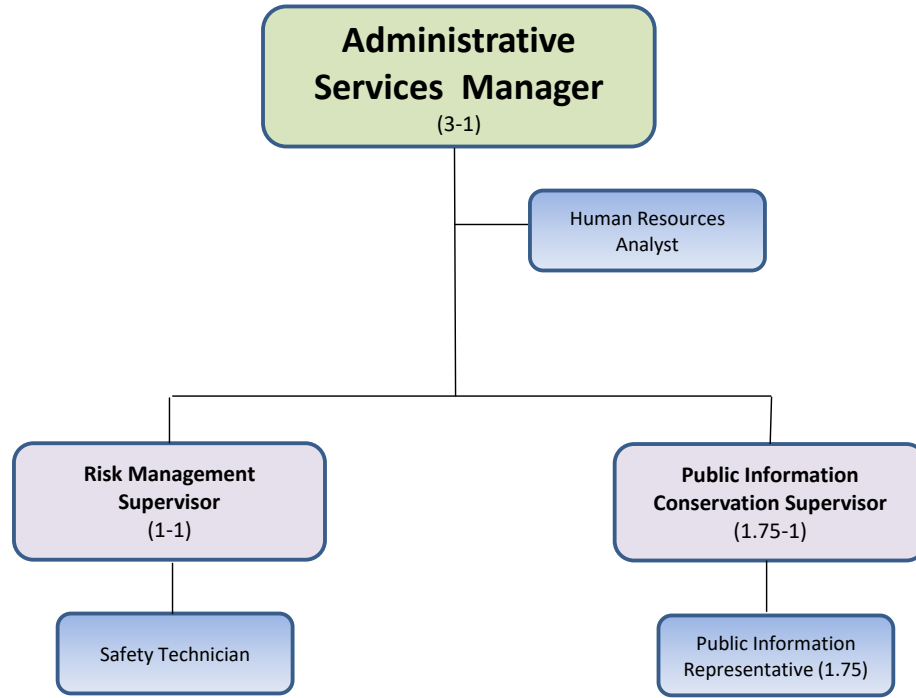 Administrative
Services Manager
(3-1)
Human Resources
Analyst
Risk Management
Supervisor
(1-1)
Public Information
Conservation Supervisor
(1.75-1)
Safety Technician
Public Information
Representative (1.75)